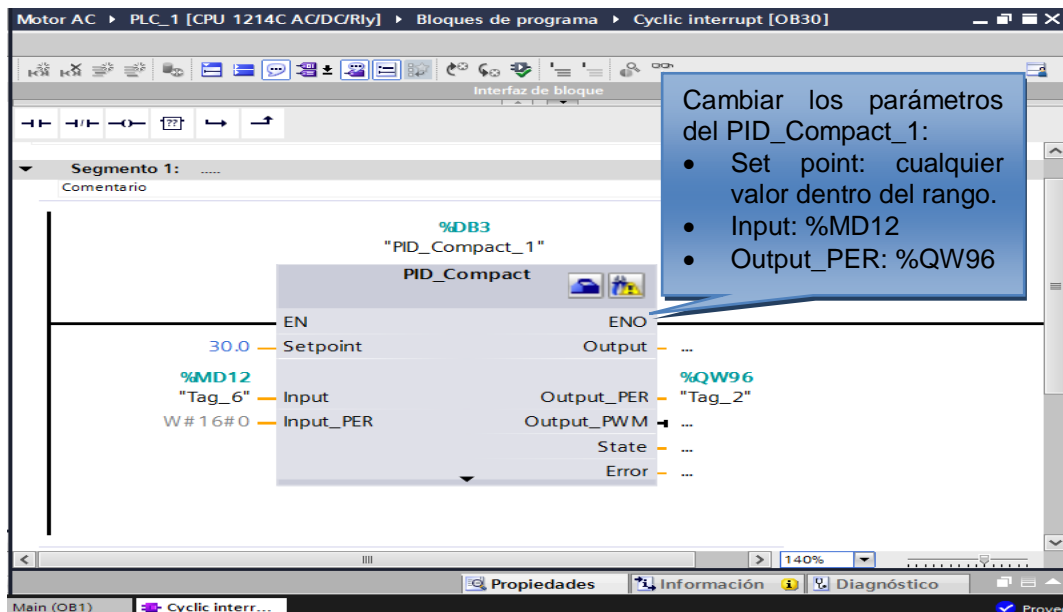 Motor AC ▸ PLC_1 [CPU 1214C AC/DC/Rly] ▸ Bloques de programa ▸ Cyclic interrupt [OB30]
Interfaz de bloque
??
Cambiar los parámetros
del PID_Compact_1:
• Set point: cualquier
valor dentro del rango.
• Input: %MD12
• Output_PER: %QW96
Segmento 1: .....
Comentario
%DB3
"PID_Compact_1"
PID_Compact
EN ENO
30.0 Setpoint Output ...
%MD12 %QW96
"Tag_6" Input Output_PER "Tag_2"
W#16#0 Input_PER Output_PWM ...
State ...
Error ...
140%
Propiedades Información Diagnóstico
Main (OB1) Cyclic interr... Proye